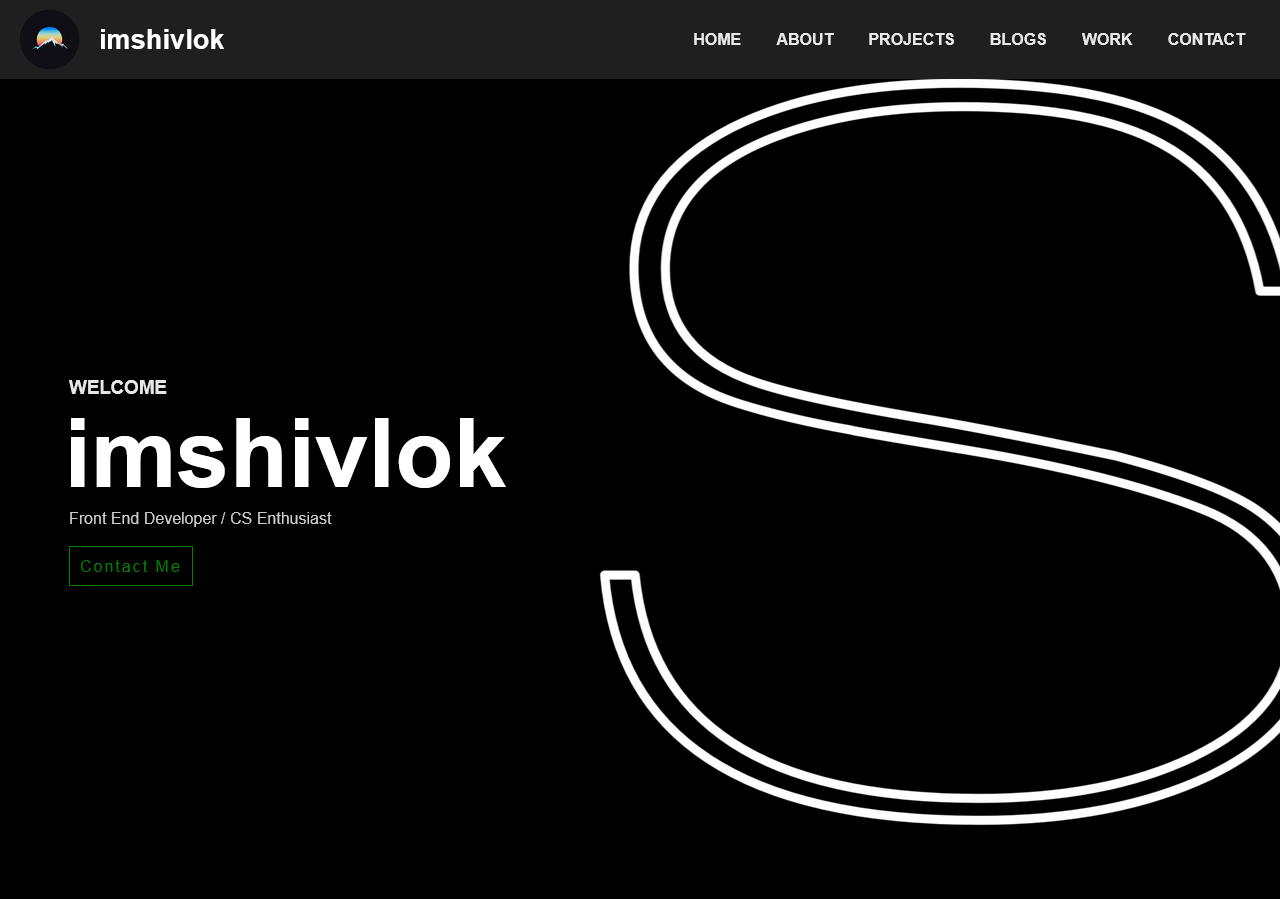 imshivlok
HOME ABOUT PROJECTS BLOGS WORK CONTACT
WELCOME
imshivlok
Front End Developer / CS Enthusiast
Contact Me
S